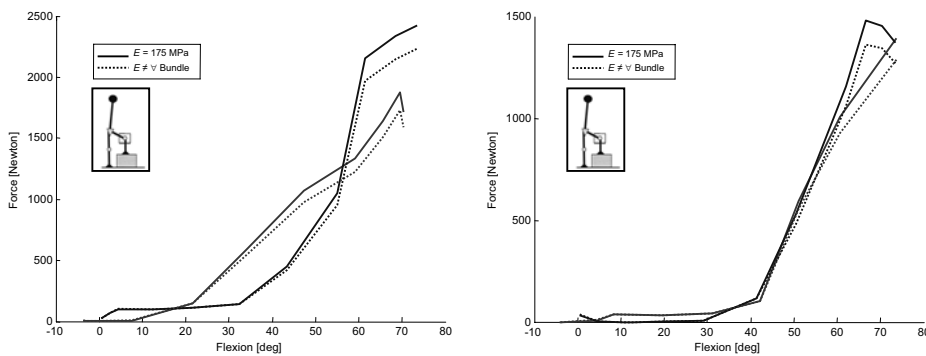 2500
2000
1500
1000
500
0
-10 0 10 20 30 40 50 60 70 80
Flexion [deg]
Force [Newton]
E = 175 MPa
E ≠ ∀ Bundle
1500
1000
500
0
-10 0 10 20 30 40 50 60 70 80
Flexion [deg]
Force [Newton]
E = 175 MPa
E ≠ ∀ Bundle